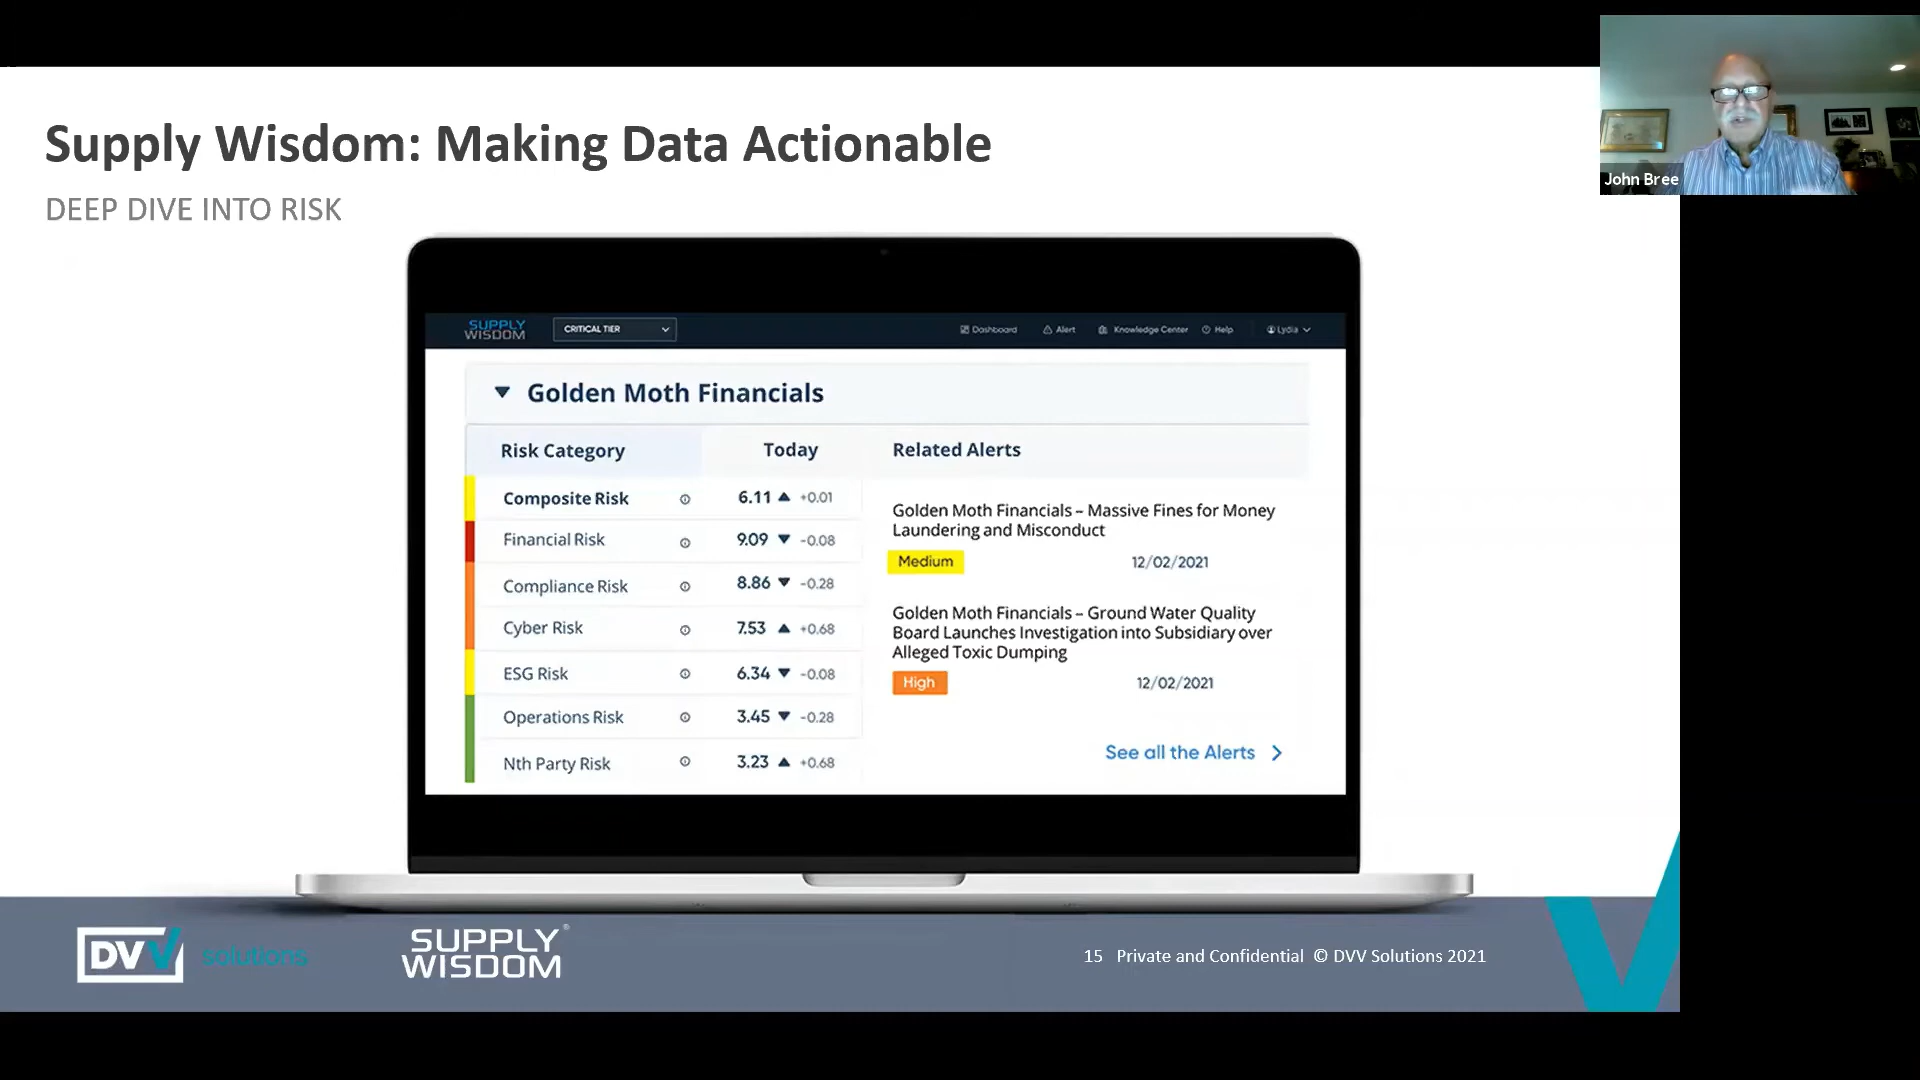 Supply Wisdom: Making Data Actionable
DEEP DIVE INTO RISK
John Bree
SUPPLY
WISDOM
CRITICAL TIER
Dashboard
Alert
Knowledge Center
Help
Lydia
Golden Moth Financials
Risk Category
Today
Related Alerts
Composite Risk
6.11 ▲ +0.01
Financial Risk
9.09 ▼ -0.08
Compliance Risk
8.86 ▼ -0.28
Cyber Risk
7.53 ▲ +0.68
ESG Risk
6.34 ▼ -0.08
Operations Risk
3.45 ▼ -0.28
Nth Party Risk
3.23 ▲ +0.68
Golden Moth Financials – Massive Fines for Money
Laundering and Misconduct
Medium
12/02/2021
Golden Moth Financials – Ground Water Quality
Board Launches Investigation into Subsidiary over
Alleged Toxic Dumping
High
12/02/2021
See all the Alerts
DVV solutions
SUPPLY®
WISDOM
15 Private and Confidential © DVV Solutions 2021